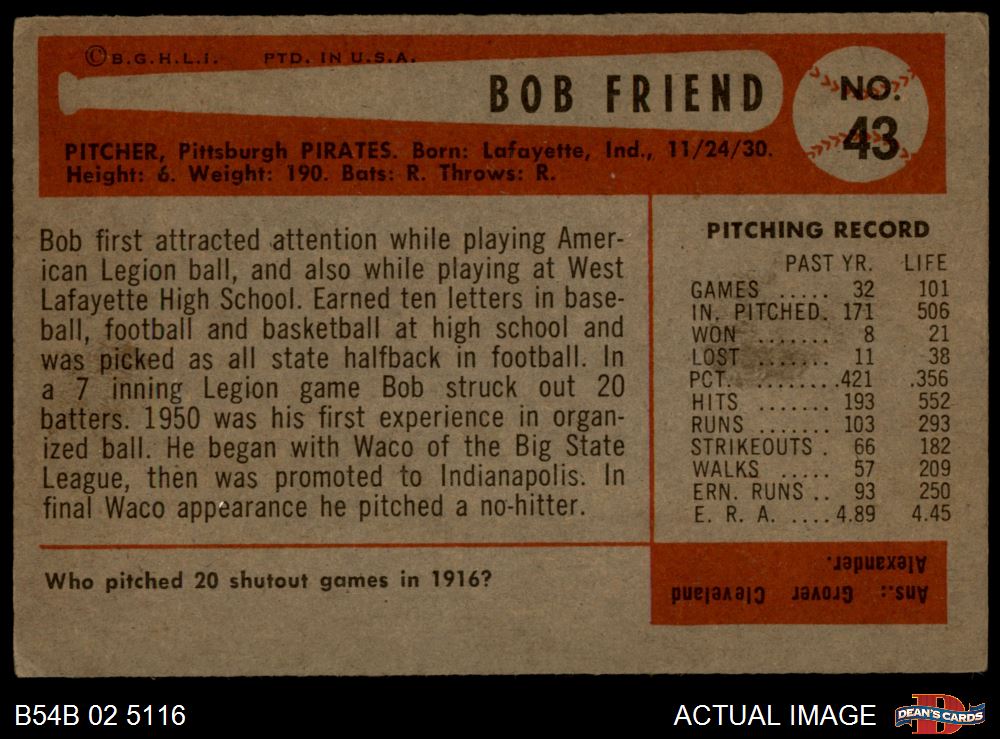 ©B.G.H.L.I. PTD. IN U.S.A.
BOB FRIEND
NO.
43
PITCHER, Pittsburgh PIRATES. Born: Lafayette, Ind., 11/24/30.
Height: 6. Weight: 190. Bats: R. Throws: R.
Bob first attracted attention while playing Amer-
ican Legion ball, and also while playing at West
Lafayette High School. Earned ten letters in base-
ball, football and basketball at high school and
was picked as all state halfback in football. In
a 7 inning Legion game Bob struck out 20
batters. 1950 was his first experience in organ-
ized ball. He began with Waco of the Big State
League, then was promoted to Indianapolis. In
final Waco appearance he pitched a no-hitter.
PITCHING RECORD
PAST YR. LIFE
GAMES ..... 32 101
IN. PITCHED. 171 506
WON ....... 8 21
LOST ....... 11 38
PCT. ........421 .356
HITS ....... 193 552
RUNS ....... 103 293
STRIKEOUTS . 66 182
WALKS ..... 57 209
ERN. RUNS .. 93 250
E. R. A. ....4.89 4.45
Who pitched 20 shutout games in 1916?
Ans.: Grover Cleveland
Alexander.
B54B 02 5116
ACTUAL IMAGE
D
DEAN'S CARDS